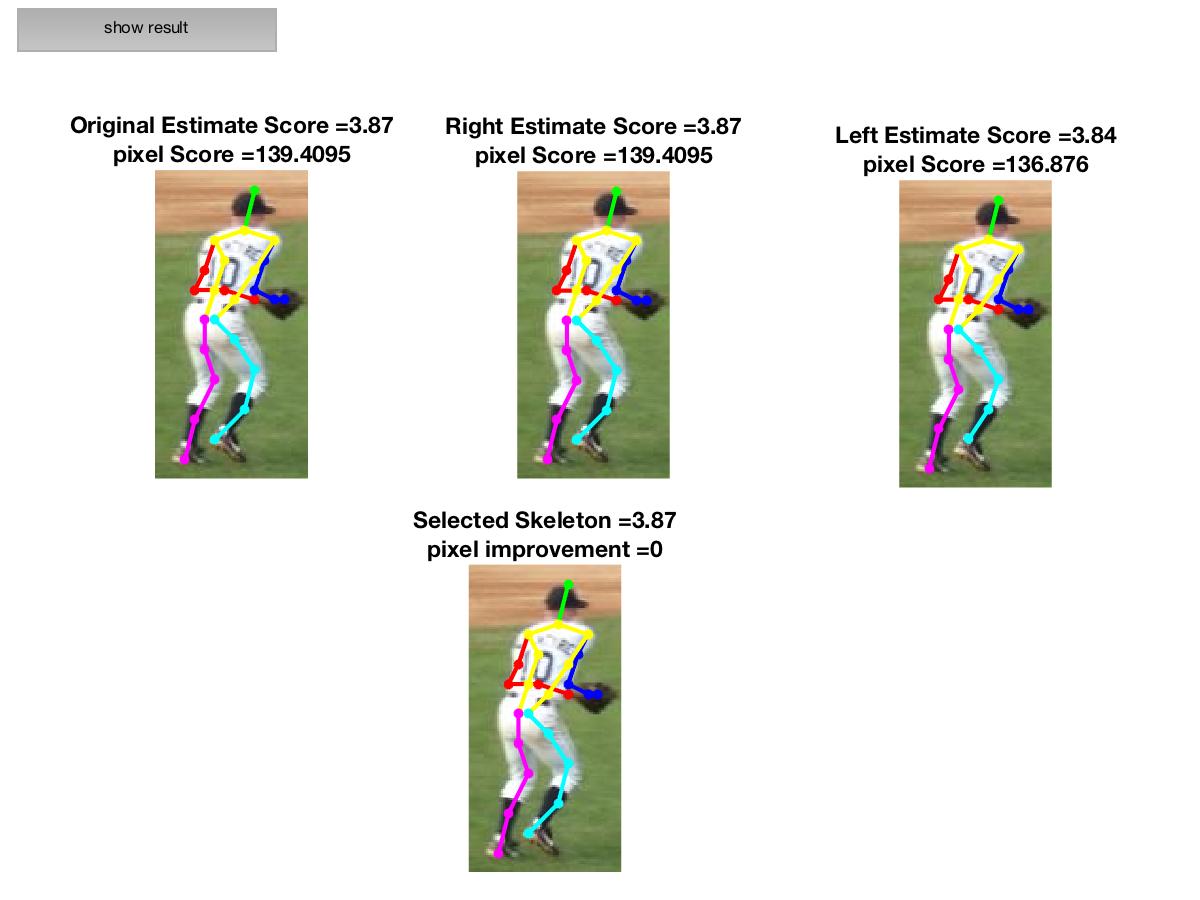 show result
Original Estimate Score =3.87
pixel Score =139.4095
Right Estimate Score =3.87
pixel Score =139.4095
Left Estimate Score =3.84
pixel Score =136.876
Selected Skeleton =3.87
pixel improvement =0